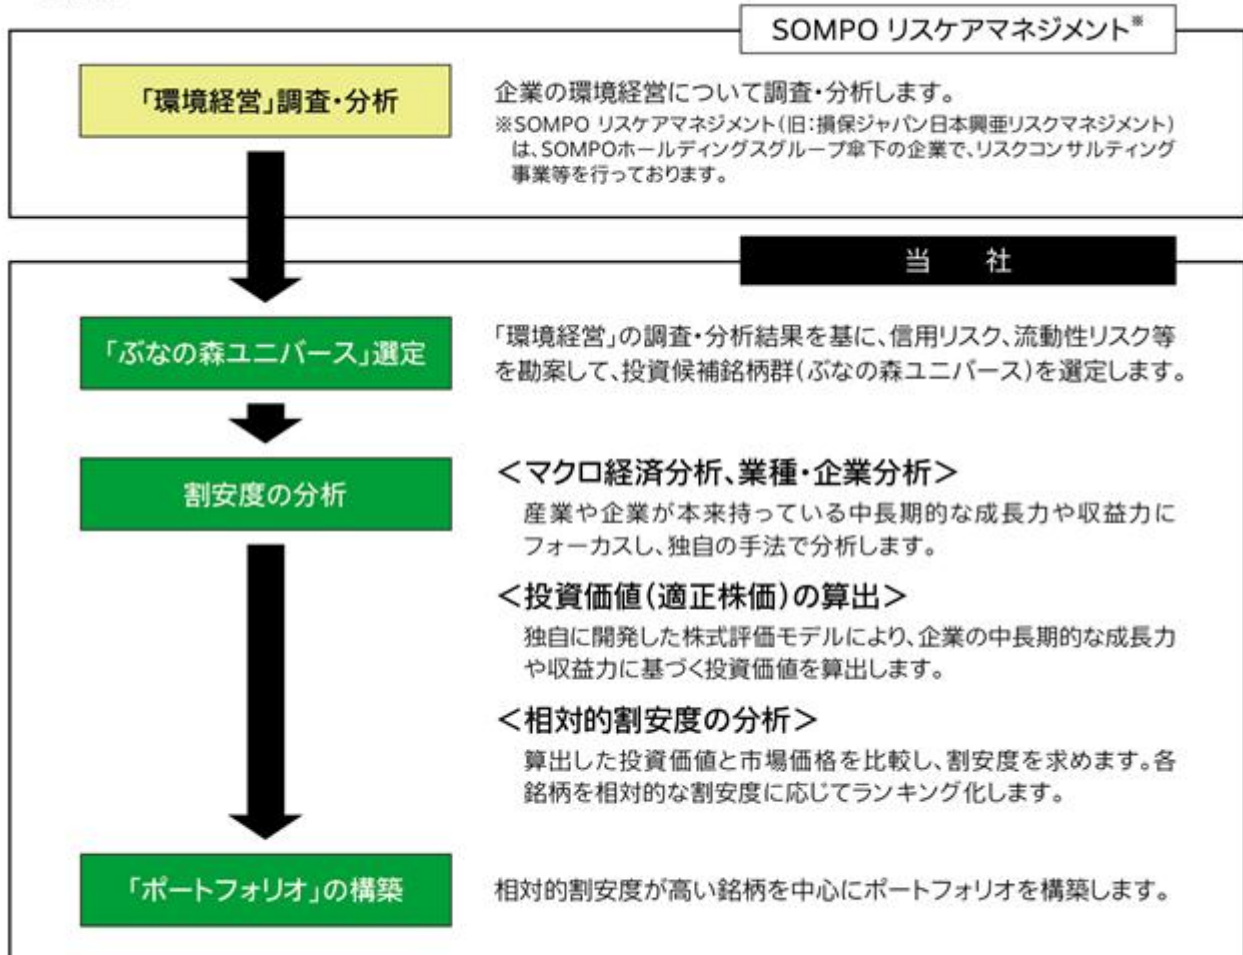 SOMPO リスケアマネジメント※
「環境経営」調査・分析
企業の環境経営について調査・分析します。
※SOMPO リスケアマネジメント(旧:損保ジャパン日本興亜リスクマネジメント)
は、SOMPOホールディングスグループ傘下の企業で、リスクコンサルティング
事業等を行っております。
当 社
「ぶなの森ユニバース」選定
「環境経営」の調査・分析結果を基に、信用リスク、流動性リスク等
を勘案して、投資候補銘柄群(ぶなの森ユニバース)を選定します。
割安度の分析
＜マクロ経済分析、業種・企業分析＞
産業や企業が本来持っている中長期的な成長力や収益力に
フォーカスし、独自の手法で分析します。
＜投資価値(適正株価)の算出＞
独自に開発した株式評価モデルにより、企業の中長期的な成長力
や収益力に基づく投資価値を算出します。
＜相対的割安度の分析＞
算出した投資価値と市場価格を比較し、割安度を求めます。各
銘柄を相対的な割安度に応じてランキング化します。
「ポートフォリオ」の構築
相対的割安度が高い銘柄を中心にポートフォリオを構築します。